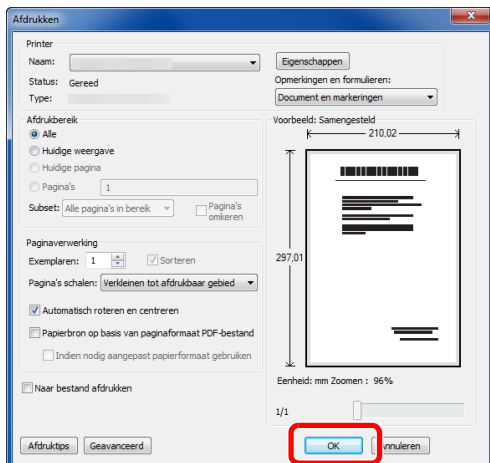 Afdrukken
Printer
Naam:
Eigenschappen
Status: Gereed
Opmerkingen en formulieren:
Type:
Document en markeringen
Afdrukbereik
Alle
Huidige weergave
Huidige pagina
Pagina's 1
Subset: Alle pagina's in bereik
Pagina's omkeren
Voorbeeld: Samengesteld
210,02
297,01
Paginaverwerking
Exemplaren: 1 Sorteren
Pagina's schalen: Verkleinen tot afdrukbaar gebied
Automatisch roteren en centreren
Papierbron op basis van paginaformaat PDF-bestand
Indien nodig aangepast papierformaat gebruiken
Naar bestand afdrukken
Eenheid: mm Zoomen : 96%
1/1
Afdruktips Geavanceerd OK Annuleren